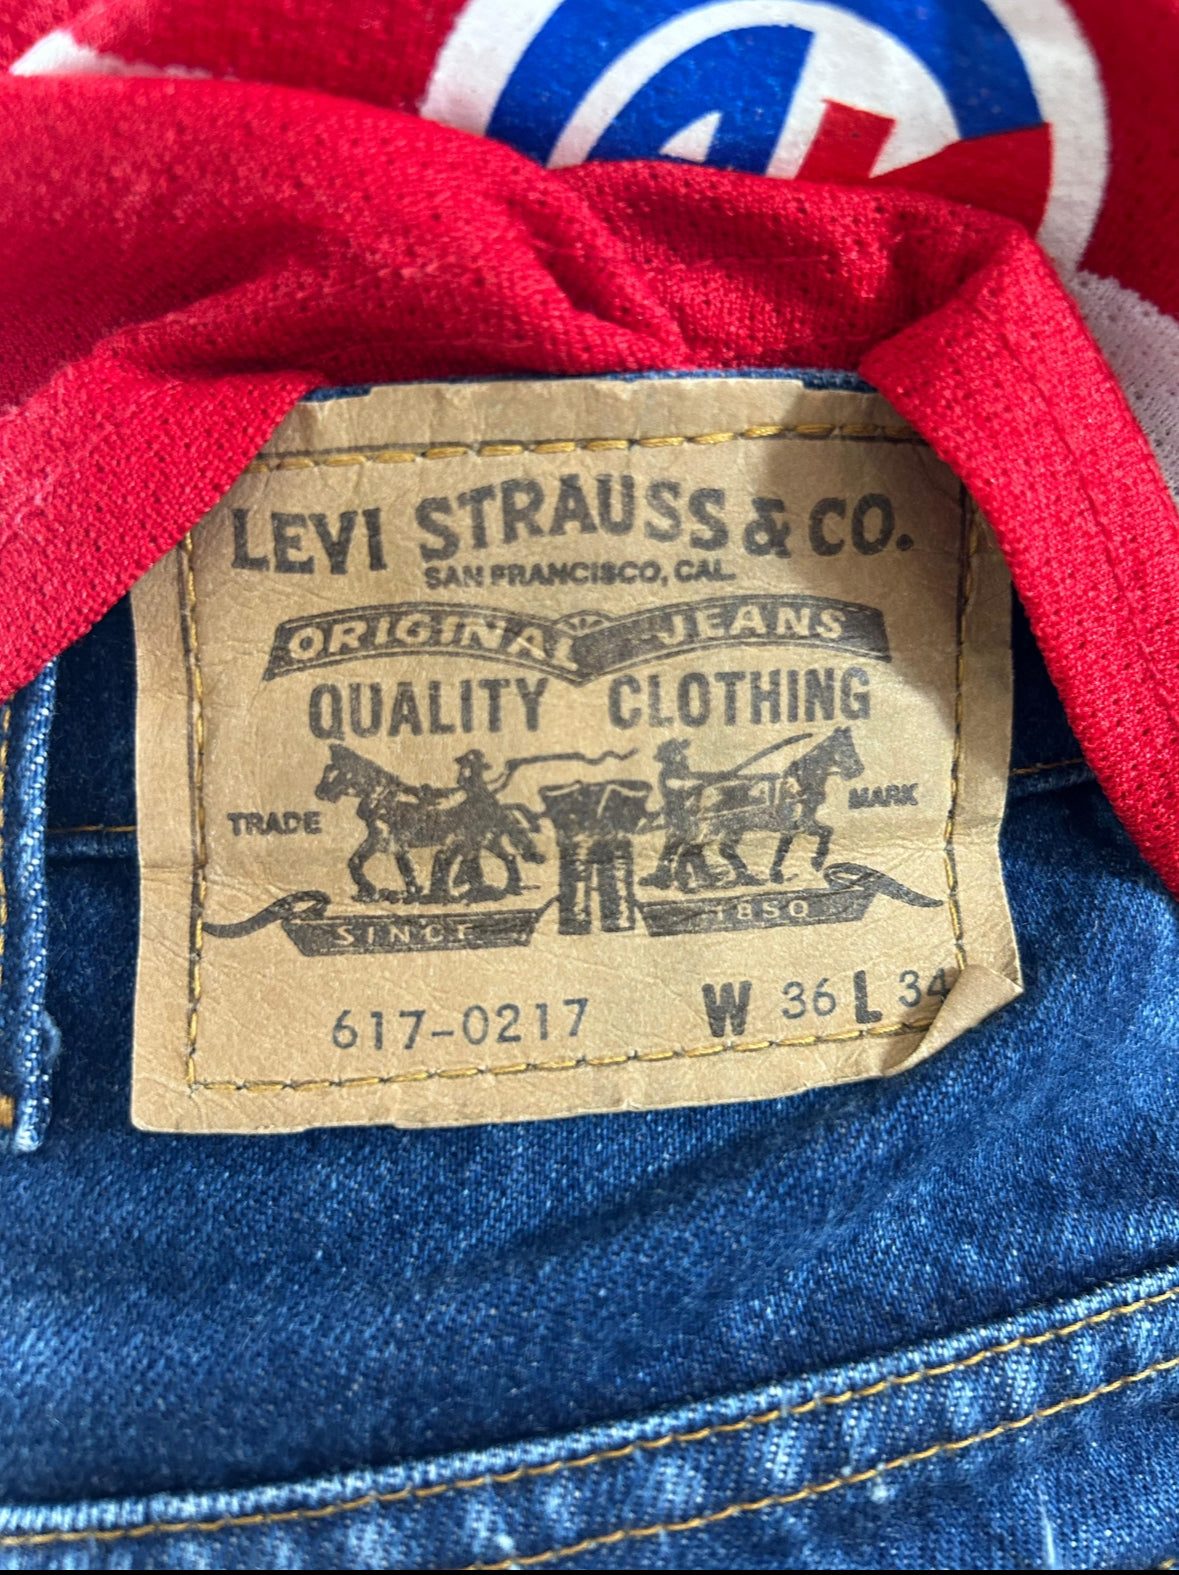 LEVI STRAUSS & CO.
SAN FRANCISCO, CAL.
ORIGINAL JEANS
QUALITY CLOTHING
TRADE MARK
SINCE 1850
617-0217 W 36 L 34